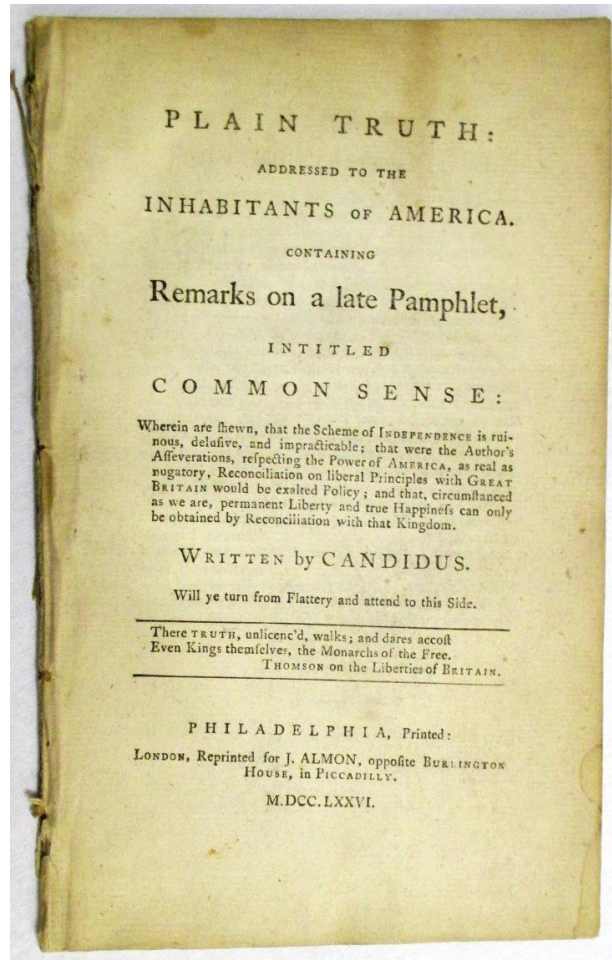 PLAIN TRUTH:
ADDRESSED TO THE
INHABITANTS OF AMERICA.
CONTAINING
Remarks on a late Pamphlet,
INTITLED
COMMON SENSE:
Wherein are ſhewn, that the Scheme of INDEPENDENCE is rui-
nous, deluſive, and impracticable; that were the Author's
Aſſeverations, reſpecting the Power of AMERICA, as real as
nugatory, Reconciliation on liberal Principles with GREAT
BRITAIN would be exalted Policy; and that, circumſtanced
as we are, permanent Liberty and true Happineſs can only
be obtained by Reconciliation with that Kingdom.
WRITTEN by CANDIDUS.
Will ye turn from Flattery and attend to this Side.
There TRUTH, unlicenc'd, walks; and dares accoſt
Even Kings themſelves, the Monarchs of the Free.
THOMSON on the Liberties of BRITAIN.
PHILADELPHIA, Printed:
LONDON, Reprinted for J. ALMON, oppoſite BURLINGTON
HOUSE, in PICCADILLY.
M.DCC.LXXVI.